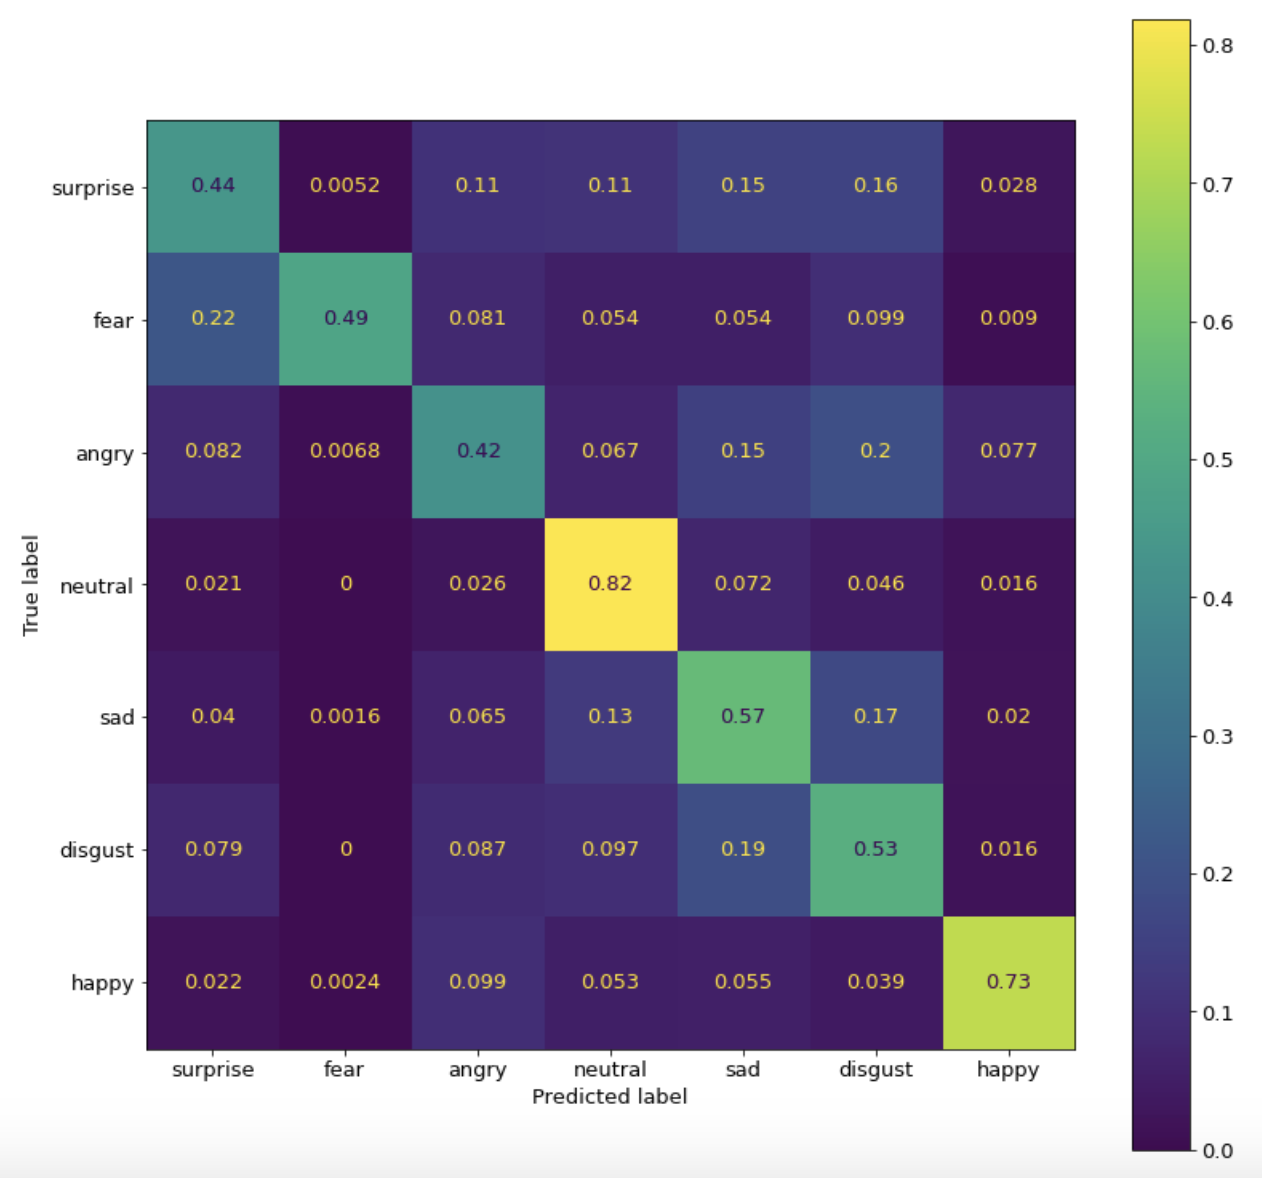 surprise 0.44 0.0052 0.11 0.11 0.15 0.16 0.028
fear 0.22 0.49 0.081 0.054 0.054 0.099 0.009
angry 0.082 0.0068 0.42 0.067 0.15 0.2 0.077
neutral 0.021 0 0.026 0.82 0.072 0.046 0.016
sad 0.04 0.0016 0.065 0.13 0.57 0.17 0.02
disgust 0.079 0 0.087 0.097 0.19 0.53 0.016
happy 0.022 0.0024 0.099 0.053 0.055 0.039 0.73
surprise fear angry neutral sad disgust happy
Predicted label
True label
0.8
0.7
0.6
0.5
0.4
0.3
0.2
0.1
0.0